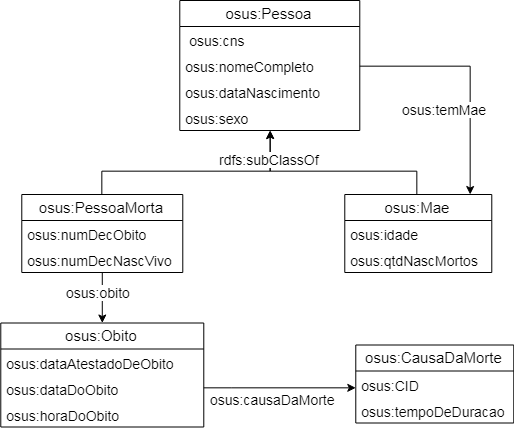 osus:Pessoa
osus:cns
osus:nomeCompleto
osus:dataNascimento
osus:sexo
osus:temMae
rdfs:subClassOf
osus:PessoaMorta
osus:numDecObito
osus:numDecNascVivo
osus:Mae
osus:idade
osus:qtdNascMortos
osus:obito
osus:Obito
osus:dataAtestadoDeObito
osus:dataDoObito
osus:horaDoObito
osus:causaDaMorte
osus:CausaDaMorte
osus:CID
osus:tempoDeDuracao